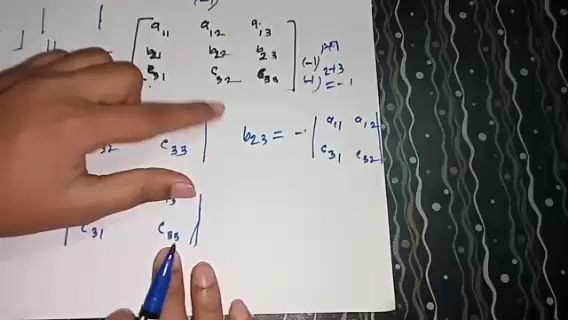 a11 a12 a13
b21 b22 b23
c31 c32 c33
(-1)
2+3
(-1) = -1
c33
b23 = - | a11 a12 |
c31 c32
c31 c33